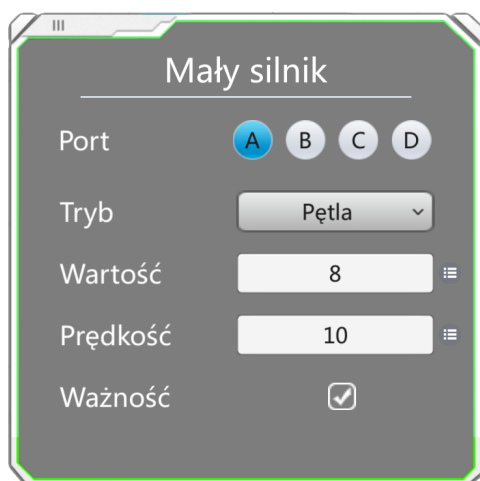 Mały silnik
Port A B C D
Tryb Pętla
Wartość 8
Prędkość 10
Ważność